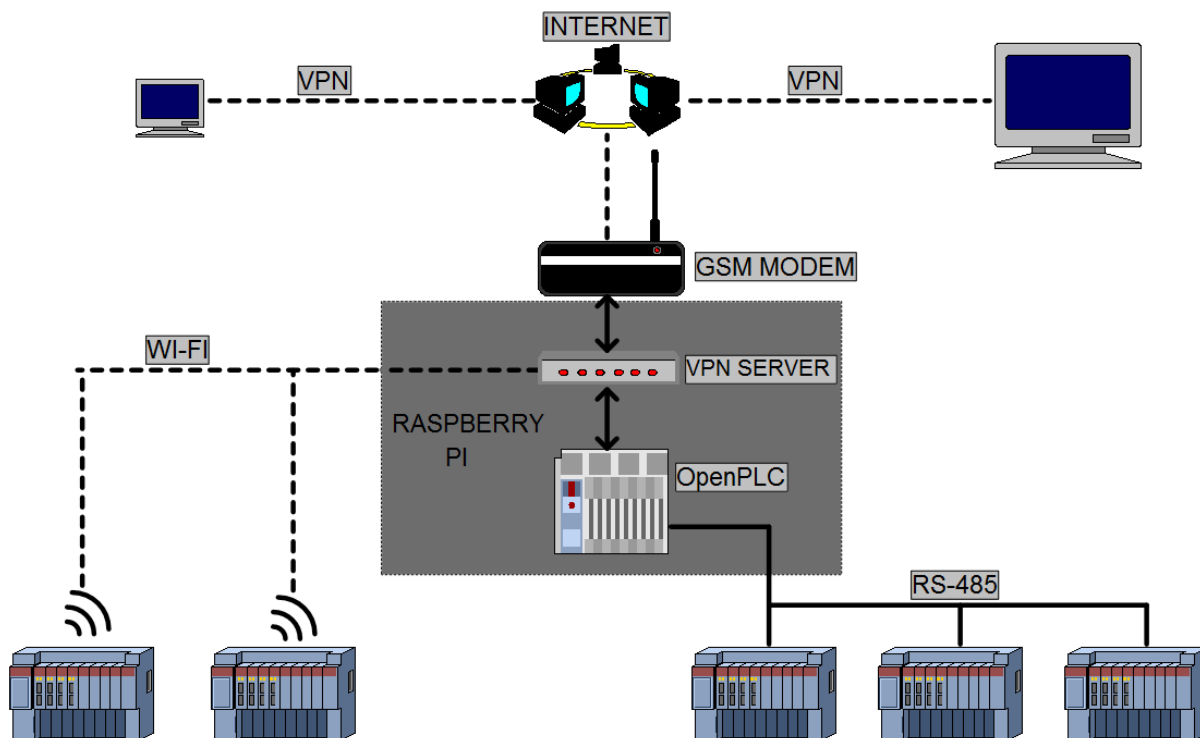 INTERNET
VPN
VPN
GSM MODEM
WI-FI
VPN SERVER
RASPBERRY
PI
OpenPLC
RS-485